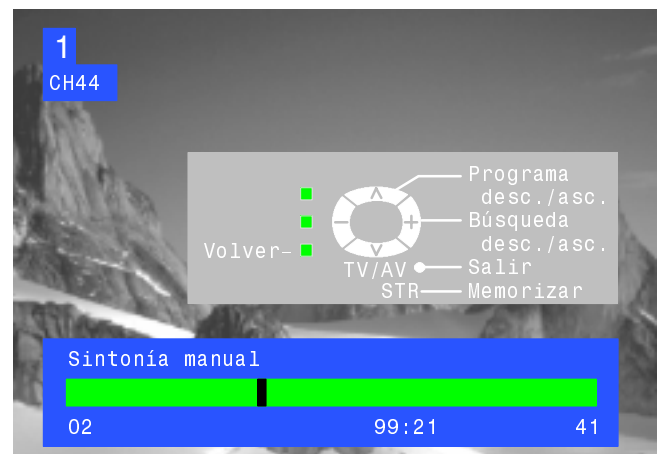 1
CH44
Programa
desc./asc.
Búsqueda
desc./asc.
Volver-
TV/AV Salir
STR Memorizar
Sintonía manual
02 99:21 41